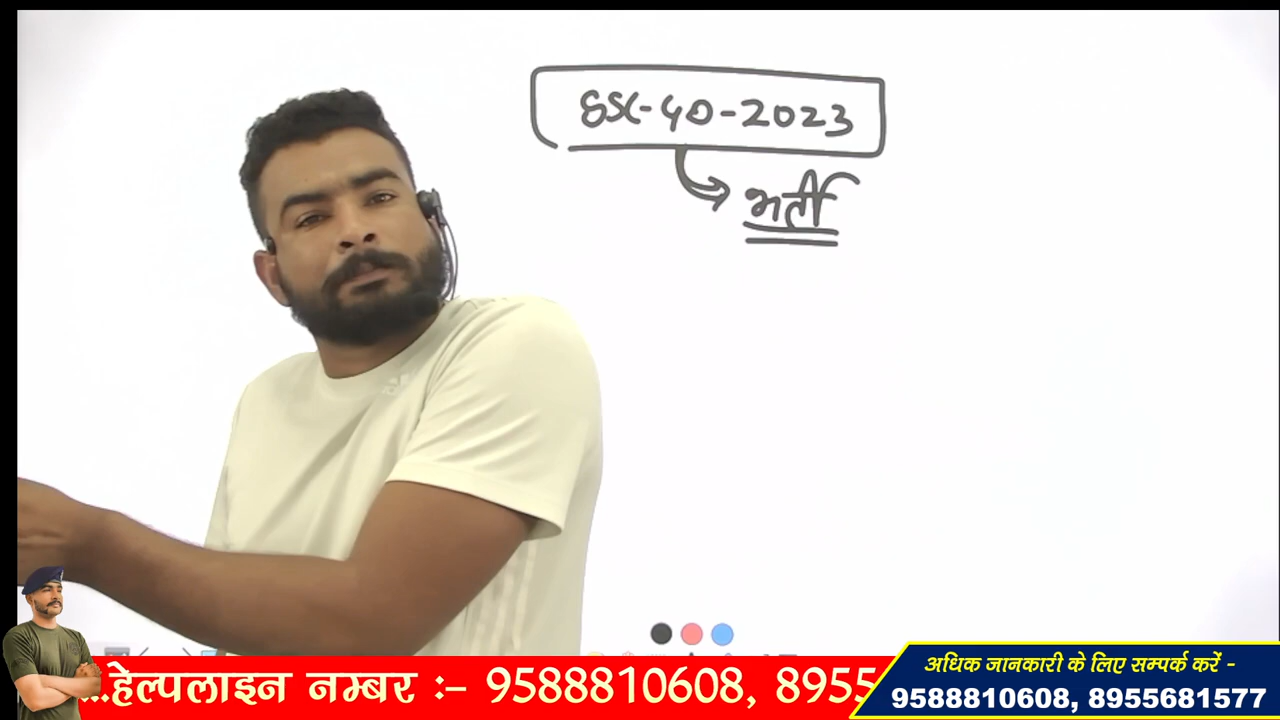 SSC-GD-2023
भर्ती
...हेल्पलाइन नम्बर :- 9588810608, 8955
अधिक जानकारी के लिए सम्पर्क करें -
9588810608, 8955681577